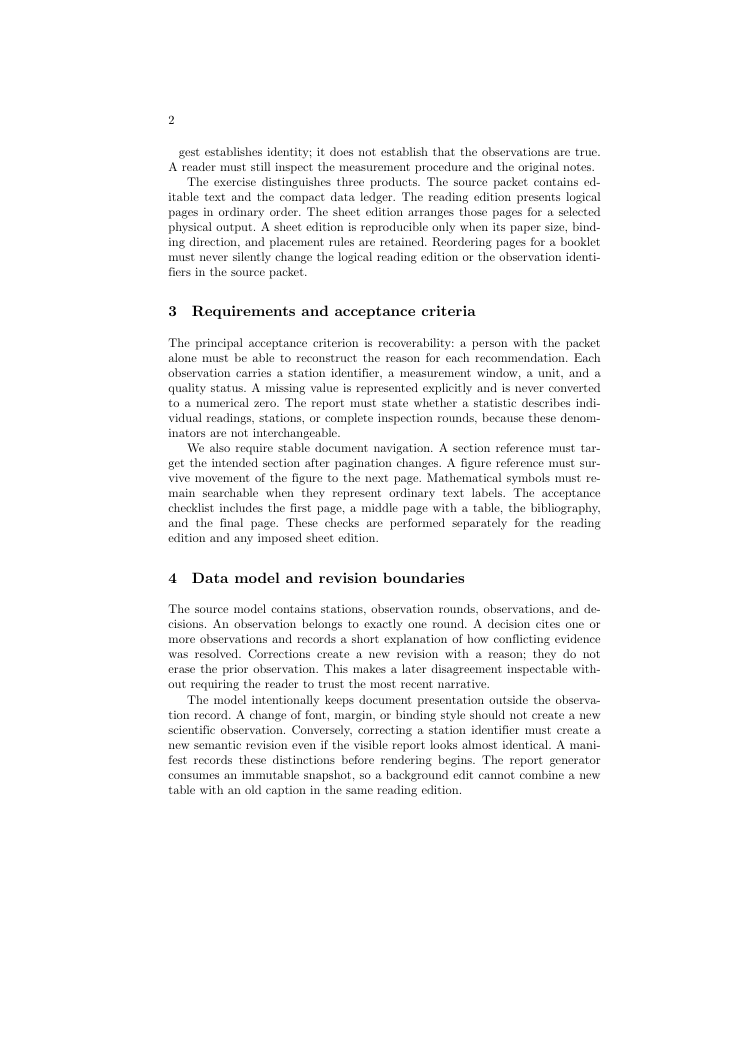 2
gest establishes identity; it does not establish that the observations are true.
A reader must still inspect the measurement procedure and the original notes.
The exercise distinguishes three products. The source packet contains ed-
itable text and the compact data ledger. The reading edition presents logical
pages in ordinary order. The sheet edition arranges those pages for a selected
physical output. A sheet edition is reproducible only when its paper size, bind-
ing direction, and placement rules are retained. Reordering pages for a booklet
must never silently change the logical reading edition or the observation identi-
fiers in the source packet.
3 Requirements and acceptance criteria
The principal acceptance criterion is recoverability: a person with the packet
alone must be able to reconstruct the reason for each recommendation. Each
observation carries a station identifier, a measurement window, a unit, and a
quality status. A missing value is represented explicitly and is never converted
to a numerical zero. The report must state whether a statistic describes indi-
vidual readings, stations, or complete inspection rounds, because these denom-
inators are not interchangeable.
We also require stable document navigation. A section reference must tar-
get the intended section after pagination changes. A figure reference must sur-
vive movement of the figure to the next page. Mathematical symbols must re-
main searchable when they represent ordinary text labels. The acceptance
checklist includes the first page, a middle page with a table, the bibliography,
and the final page. These checks are performed separately for the reading
edition and any imposed sheet edition.
4 Data model and revision boundaries
The source model contains stations, observation rounds, observations, and de-
cisions. An observation belongs to exactly one round. A decision cites one or
more observations and records a short explanation of how conflicting evidence
was resolved. Corrections create a new revision with a reason; they do not
erase the prior observation. This makes a later disagreement inspectable with-
out requiring the reader to trust the most recent narrative.
The model intentionally keeps document presentation outside the observa-
tion record. A change of font, margin, or binding style should not create a new
scientific observation. Conversely, correcting a station identifier must create a
new semantic revision even if the visible report looks almost identical. A mani-
fest records these distinctions before rendering begins. The report generator
consumes an immutable snapshot, so a background edit cannot combine a new
table with an old caption in the same reading edition.